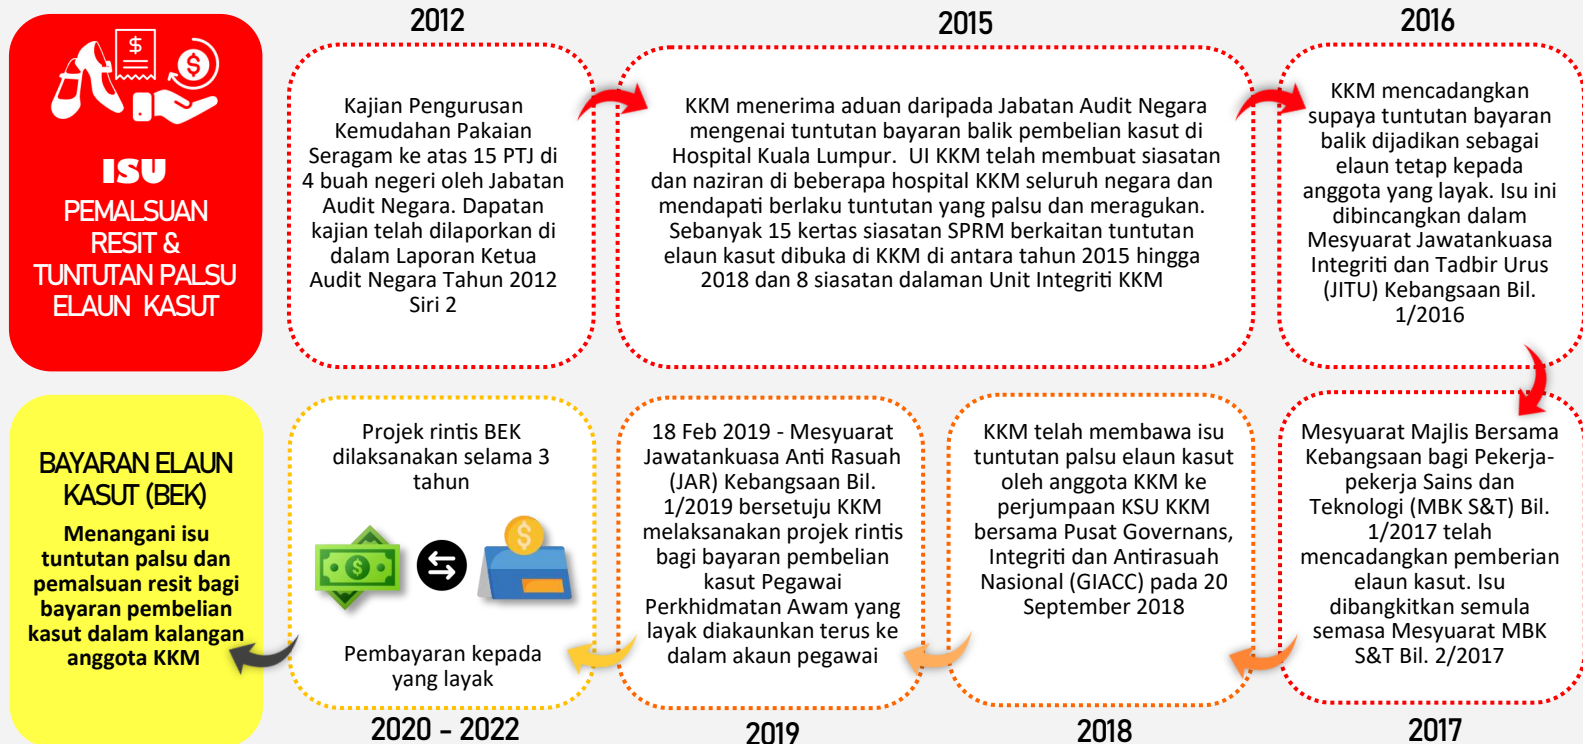 ISU
PEMALSUAN
RESIT &
TUNTUTAN PALSU
ELAUN KASUT
2012
Kajian Pengurusan
Kemudahan Pakaian
Seragam ke atas 15 PTJ di
4 buah negeri oleh Jabatan
Audit Negara. Dapatan
kajian telah dilaporkan di
dalam Laporan Ketua
Audit Negara Tahun 2012
Siri 2
2015
KKM menerima aduan daripada Jabatan Audit Negara
mengenai tuntutan bayaran balik pembelian kasut di
Hospital Kuala Lumpur. UI KKM telah membuat siasatan
dan naziran di beberapa hospital KKM seluruh negara dan
mendapati berlaku tuntutan yang palsu dan meragukan.
Sebanyak 15 kertas siasatan SPRM berkaitan tuntutan
elaun kasut dibuka di KKM di antara tahun 2015 hingga
2018 dan 8 siasatan dalaman Unit Integriti KKM
2016
KKM mencadangkan
supaya tuntutan bayaran
balik dijadikan sebagai
elaun tetap kepada
anggota yang layak. Isu ini
dibincangkan dalam
Mesyuarat Jawatankuasa
Integriti dan Tadbir Urus
(JITU) Kebangsaan Bil.
1/2016
Mesyuarat Majlis Bersama
Kebangsaan bagi Pekerja-
pekerja Sains dan
Teknologi (MBK S&T) Bil.
1/2017 telah
mencadangkan pemberian
elaun kasut. Isu
dibangkitkan semula
semasa Mesyuarat MBK
S&T Bil. 2/2017
2017
KKM telah membawa isu
tuntutan palsu elaun kasut
oleh anggota KKM ke
perjumpaan KSU KKM
bersama Pusat Governans,
Integriti dan Antirasuah
Nasional (GIACC) pada 20
September 2018
2018
18 Feb 2019 - Mesyuarat
Jawatankuasa Anti Rasuah
(JAR) Kebangsaan Bil.
1/2019 bersetuju KKM
melaksanakan projek rintis
bagi bayaran pembelian
kasut Pegawai
Perkhidmatan Awam yang
layak diakaunkan terus ke
dalam akaun pegawai
2019
Projek rintis BEK
dilaksanakan selama 3
tahun
Pembayaran kepada
yang layak
2020 - 2022
BAYARAN ELAUN
KASUT (BEK)
Menangani isu
tuntutan palsu dan
pemalsuan resit bagi
bayaran pembelian
kasut dalam kalangan
anggota KKM